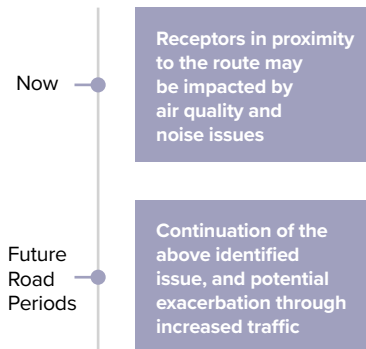 Now
Receptors in proximity
to the route may
be impacted by
air quality and
noise issues
Future
Road
Periods
Continuation of the
above identified
issue, and potential
exacerbation through
increased traffic